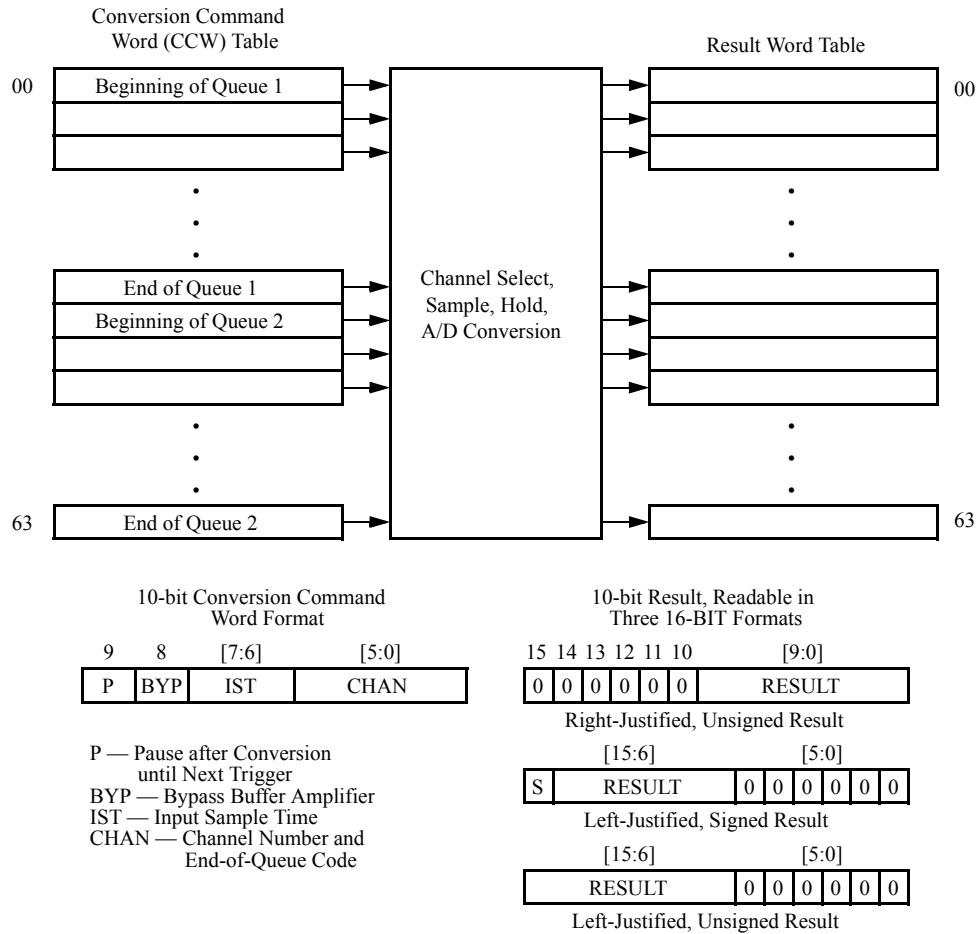 Conversion Command
Word (CCW) Table
Result Word Table
00 Beginning of Queue 1 00
End of Queue 1
Beginning of Queue 2
Channel Select,
Sample, Hold,
A/D Conversion
63 End of Queue 2 63
10-bit Conversion Command
Word Format
9 8 [7:6] [5:0]
P BYP IST CHAN
P — Pause after Conversion
until Next Trigger
BYP — Bypass Buffer Amplifier
IST — Input Sample Time
CHAN — Channel Number and
End-of-Queue Code
10-bit Result, Readable in
Three 16-BIT Formats
15 14 13 12 11 10 [9:0]
0 0 0 0 0 0 RESULT
Right-Justified, Unsigned Result
[15:6] [5:0]
S RESULT 0 0 0 0 0 0
Left-Justified, Signed Result
[15:6] [5:0]
RESULT 0 0 0 0 0 0
Left-Justified, Unsigned Result